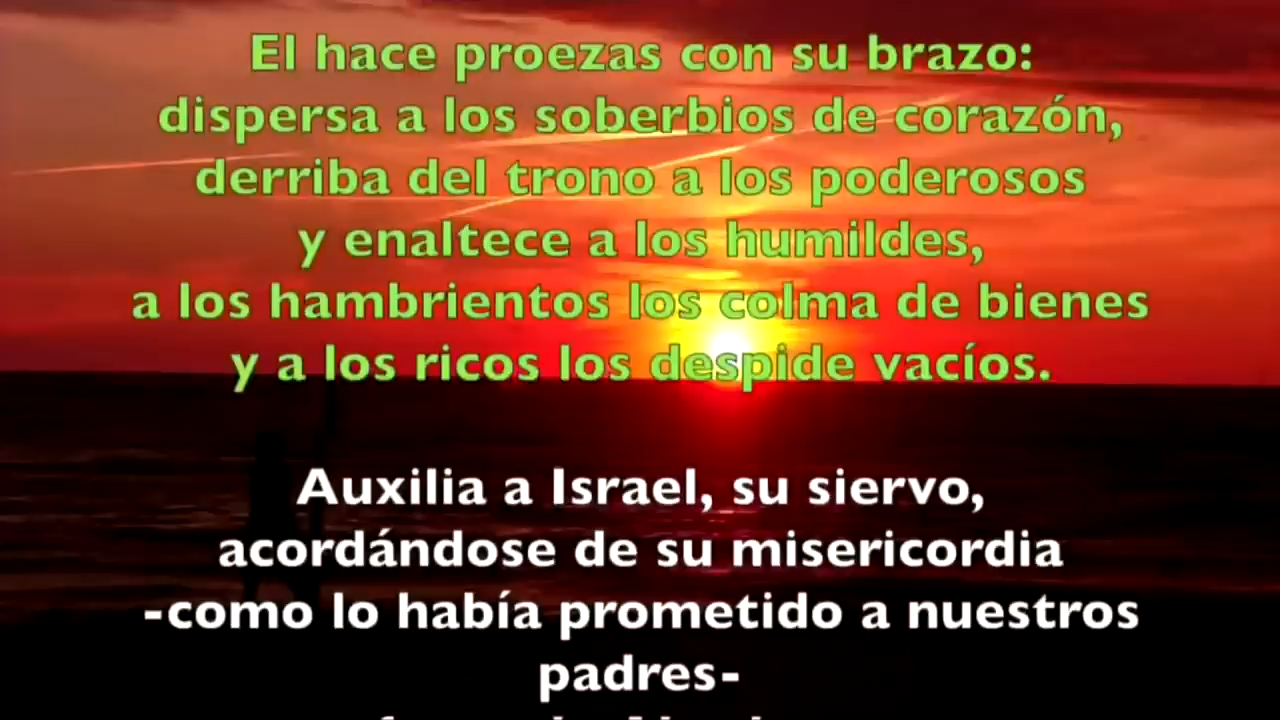 El hace proezas con su brazo:
dispersa a los soberbios de corazón,
derriba del trono a los poderosos
y enaltece a los humildes,
a los hambrientos los colma de bienes
y a los ricos los despide vacíos.
Auxilia a Israel, su siervo,
acordándose de su misericordia
-como lo había prometido a nuestros
padres-